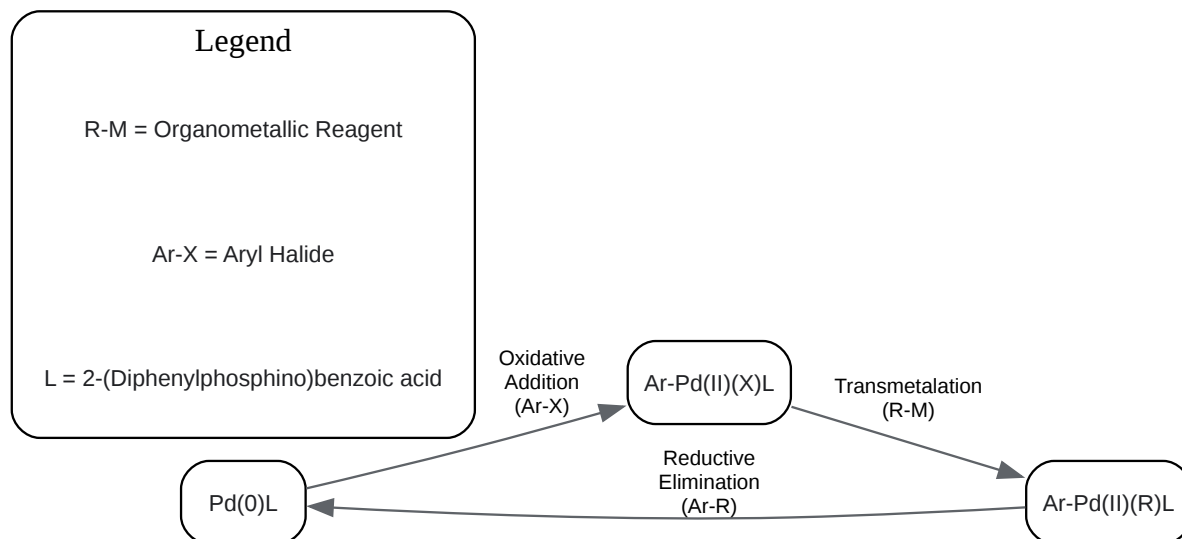 Legend
R-M = Organometallic Reagent
Ar-X = Aryl Halide
L = 2-(Diphenylphosphino)benzoic acid
Oxidative
Addition
(Ar-X)
Ar-Pd(II)(X)L
Transmetalation
(R-M)
Reductive
Elimination
(Ar-R)
Pd(0)L
Ar-Pd(II)(R)L